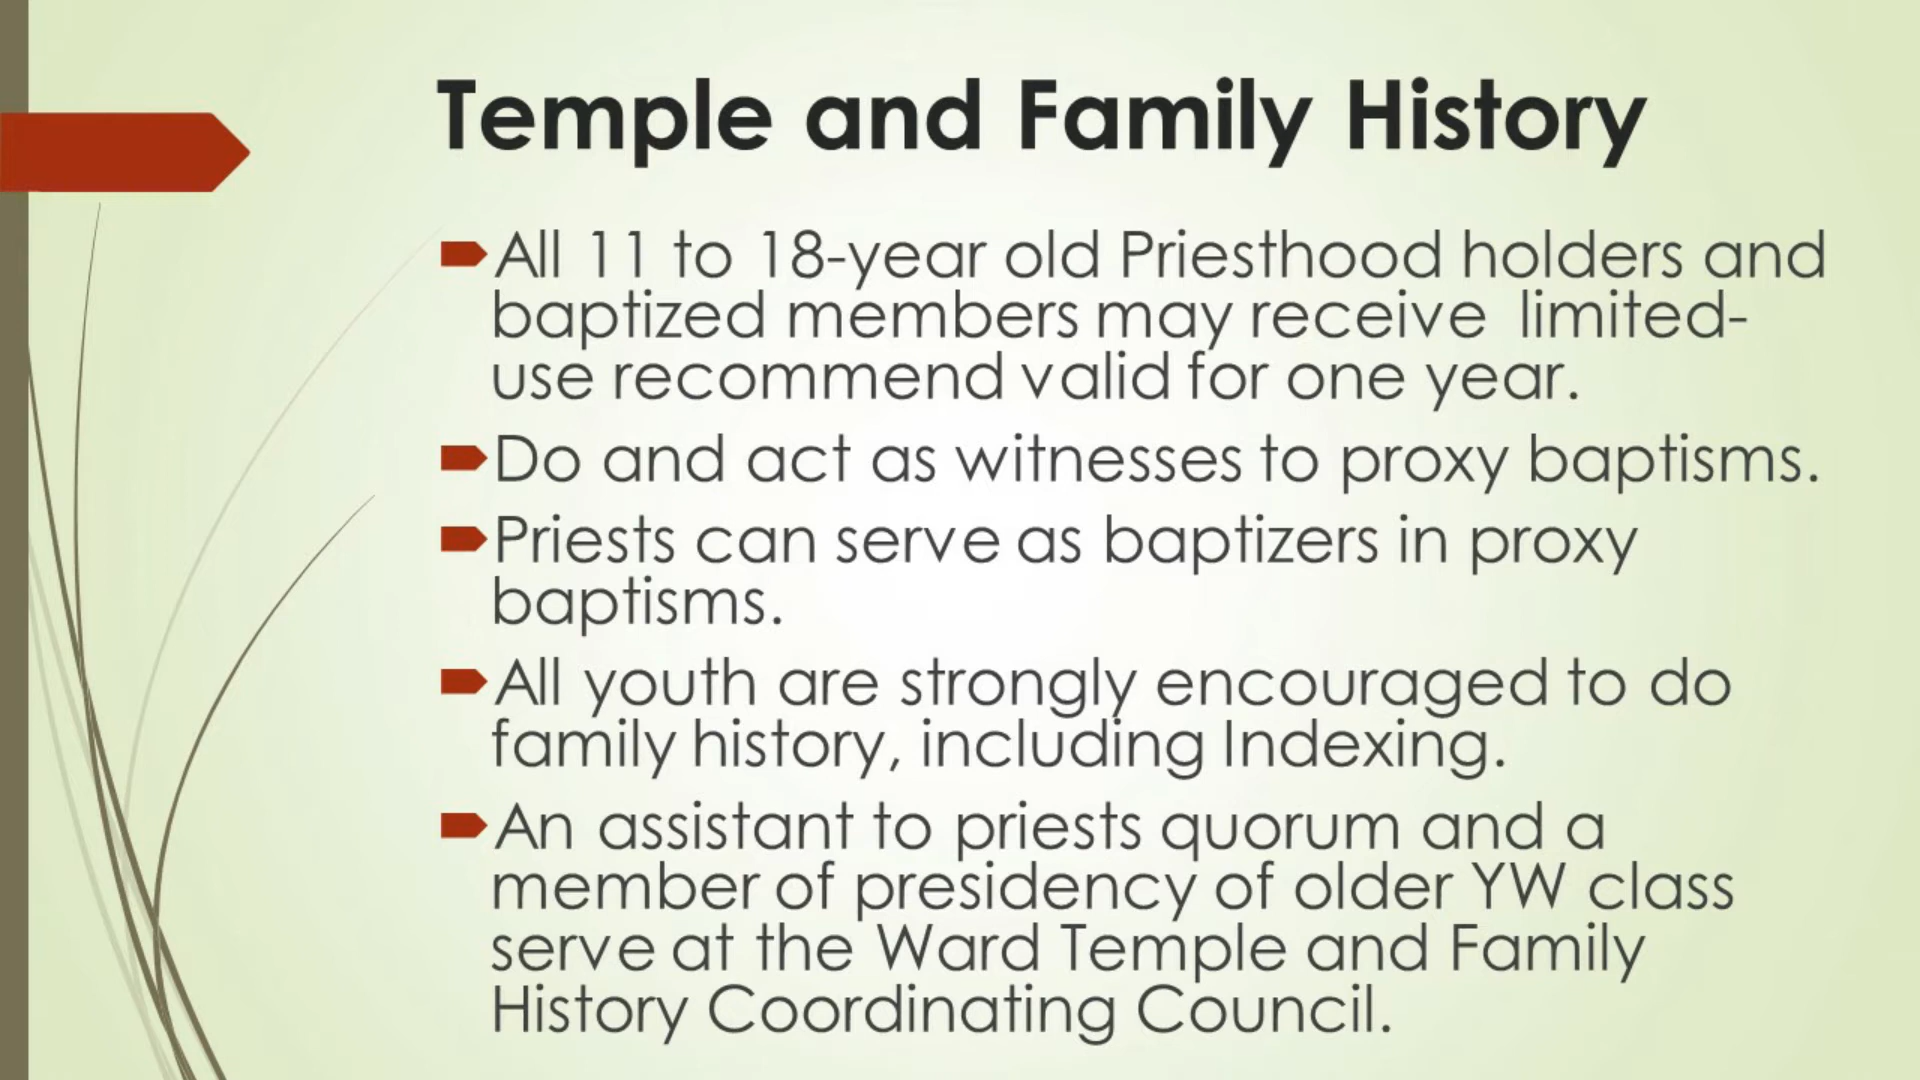 Temple and Family History
All 11 to 18-year old Priesthood holders and
baptized members may receive limited-
use recommend valid for one year.
Do and act as witnesses to proxy baptisms.
Priests can serve as baptizers in proxy
baptisms.
All youth are strongly encouraged to do
family history, including Indexing.
An assistant to priests quorum and a
member of presidency of older YW class
serve at the Ward Temple and Family
History Coordinating Council.